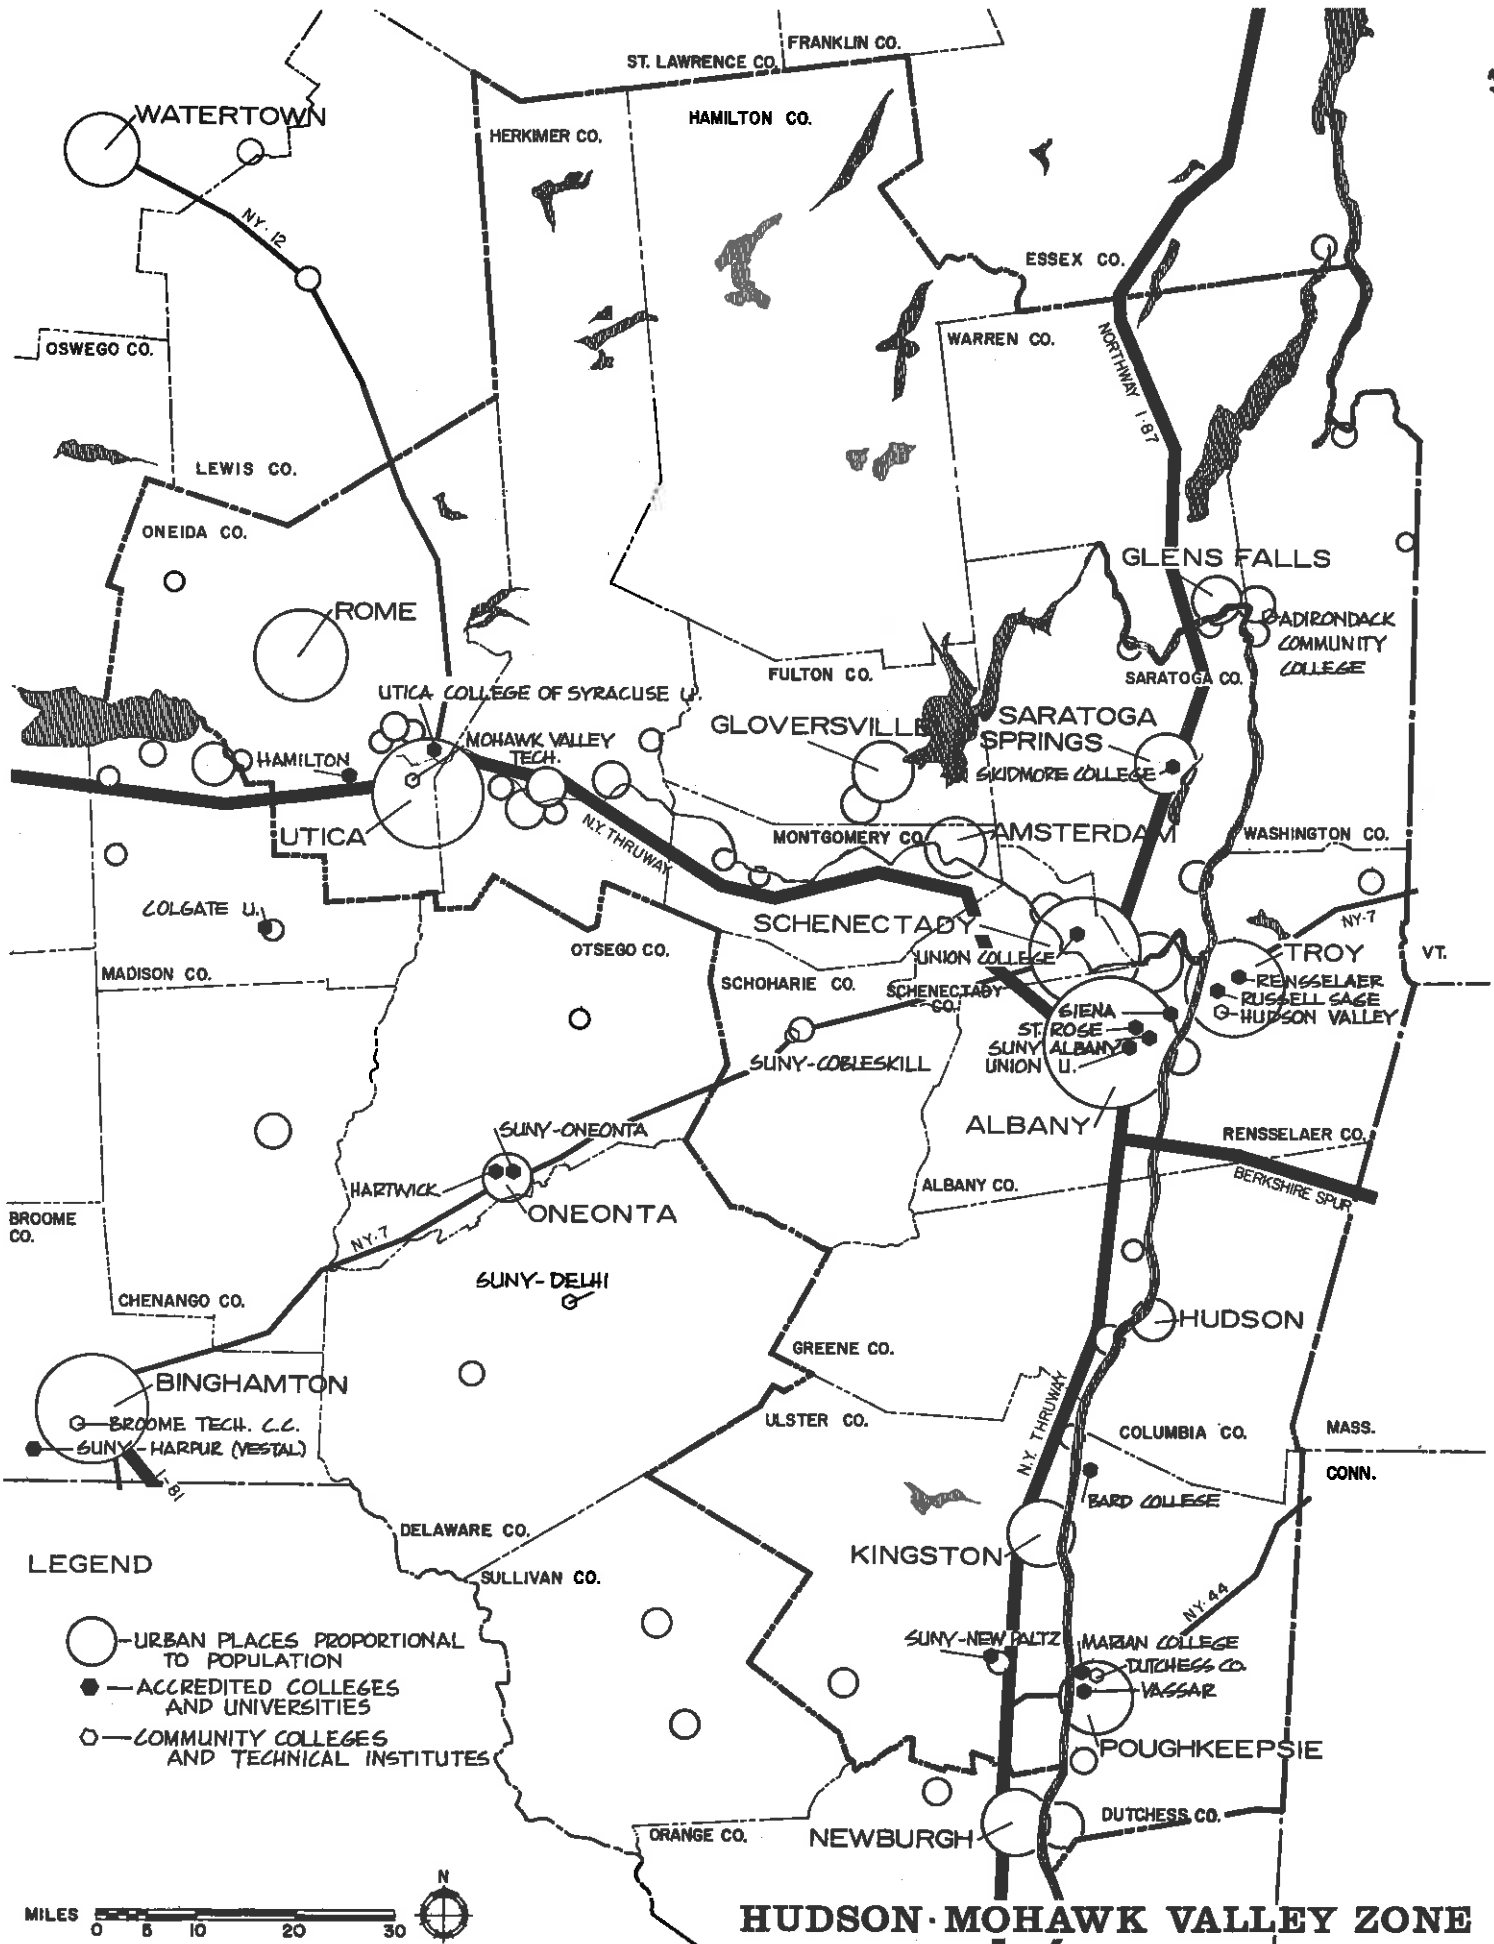 FRANKLIN CO.
ST. LAWRENCE CO.
HAMILTON CO.
WATERTOWN
HERKIMER CO.
NY. 12
ESSEX CO.
OSWEGO CO.
WARREN CO.
NORTHWAY I-87
LEWIS CO.
ONEIDA CO.
GLENS FALLS
ROME
ADIRONDACK
COMMUNITY
COLLEGE
FULTON CO.
SARATOGA CO.
UTICA COLLEGE OF SYRACUSE U.
GLOVERSVILLE
SARATOGA
SPRINGS
MOHAWK VALLEY
TECH.
HAMILTON
SKIDMORE COLLEGE
UTICA
N.Y. THRUWAY
MONTGOMERY CO.
AMSTERDAM
WASHINGTON CO.
COLGATE U.
SCHENECTADY
NY-7
OTSEGO CO.
UNION COLLEGE
TROY
VT.
MADISON CO.
SCHOHARIE CO.
SCHENECTADY
CO.
RENSSELAER
RUSSELL SAGE
HUDSON VALLEY
SIENA
ST. ROSE
SUNY ALBANY
UNION U.
SUNY-COBLESKILL
ALBANY
SUNY-ONEONTA
RENSSELAER CO.
HARTWICK
ALBANY CO.
BERKSHIRE SPUR
ONEONTA
BROOME
CO.
NY-7
SUNY-DELHI
CHENANGO CO.
HUDSON
GREENE CO.
BINGHAMTON
BROOME TECH. C.C.
SUNY-HARPUR (VESTAL)
I-81
ULSTER CO.
N.Y. THRUWAY
COLUMBIA CO.
MASS.
CONN.
BARD COLLEGE
DELAWARE CO.
KINGSTON
SULLIVAN CO.
NY-44
LEGEND
URBAN PLACES PROPORTIONAL
TO POPULATION
ACCREDITED COLLEGES
AND UNIVERSITIES
COMMUNITY COLLEGES
AND TECHNICAL INSTITUTES
SUNY-NEW PALTZ
MARIAN COLLEGE
DUTCHESS CO.
VASSAR
POUGHKEEPSIE
DUTCHESS CO.
ORANGE CO.
NEWBURGH
N
MILES
0 5 10 20 30
HUDSON·MOHAWK VALLEY ZONE